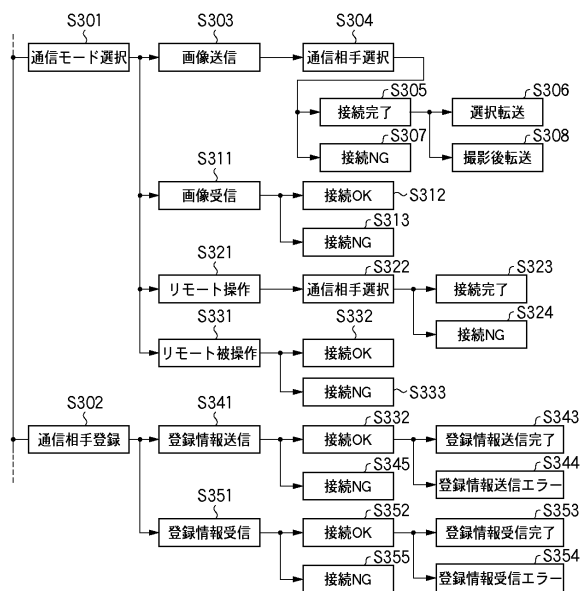 S301
通信モード選択
S303
画像送信
S304
通信相手選択
S305
接続完了
S306
選択転送
S307
接続NG
S308
撮影後転送
S311
画像受信
接続OK
S312
S313
接続NG
S321
リモート操作
S322
通信相手選択
S323
接続完了
S324
接続NG
S331
リモート被操作
S332
接続OK
接続NG
S333
S302
通信相手登録
S341
登録情報送信
S332
接続OK
S343
登録情報送信完了
S344
登録情報送信エラー
S345
接続NG
S351
登録情報受信
S352
接続OK
S353
登録情報受信完了
S354
登録情報受信エラー
S355
接続NG